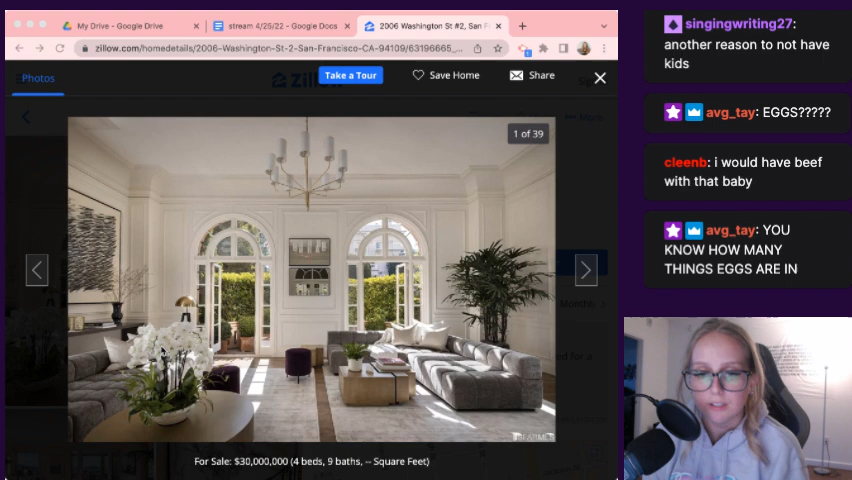 My Drive - Google Drive
stream 4/25/22 - Google Docs
2006 Washington St #2, San F
zillow.com/homedetails/2006-Washington-St-2-San-Francisco-CA-94109/63196665_...
Photos
Zillow
Take a Tour
Save Home
Share
1 of 39
For Sale: $30,000,000 (4 beds, 9 baths, -- Square Feet)
singingwriting27:
another reason to not have
kids
avg_tay: EGGS?????
cleenb: i would have beef
with that baby
avg_tay: YOU
KNOW HOW MANY
THINGS EGGS ARE IN